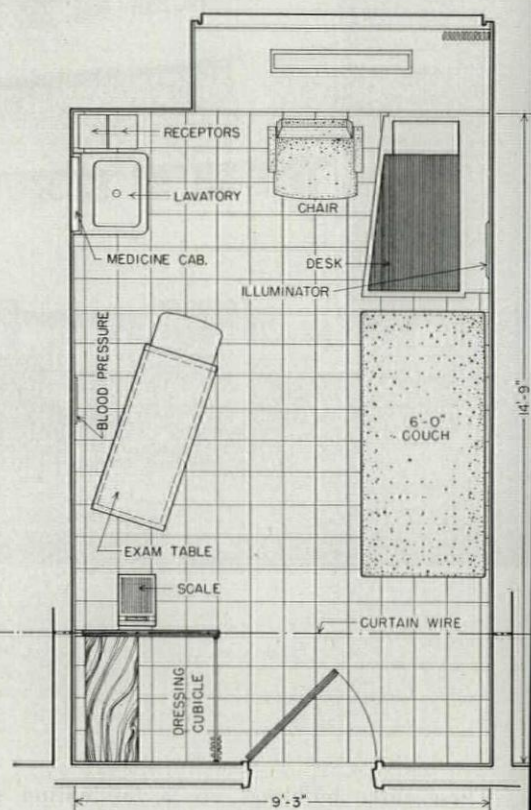 RECEPTORS
LAVATORY
CHAIR
MEDICINE CAB.
DESK
ILLUMINATOR
BLOOD PRESSURE
14'-9"
6'-0"
COUCH
EXAM TABLE
SCALE
CURTAIN WIRE
DRESSING
CUBICLE
9'-3"